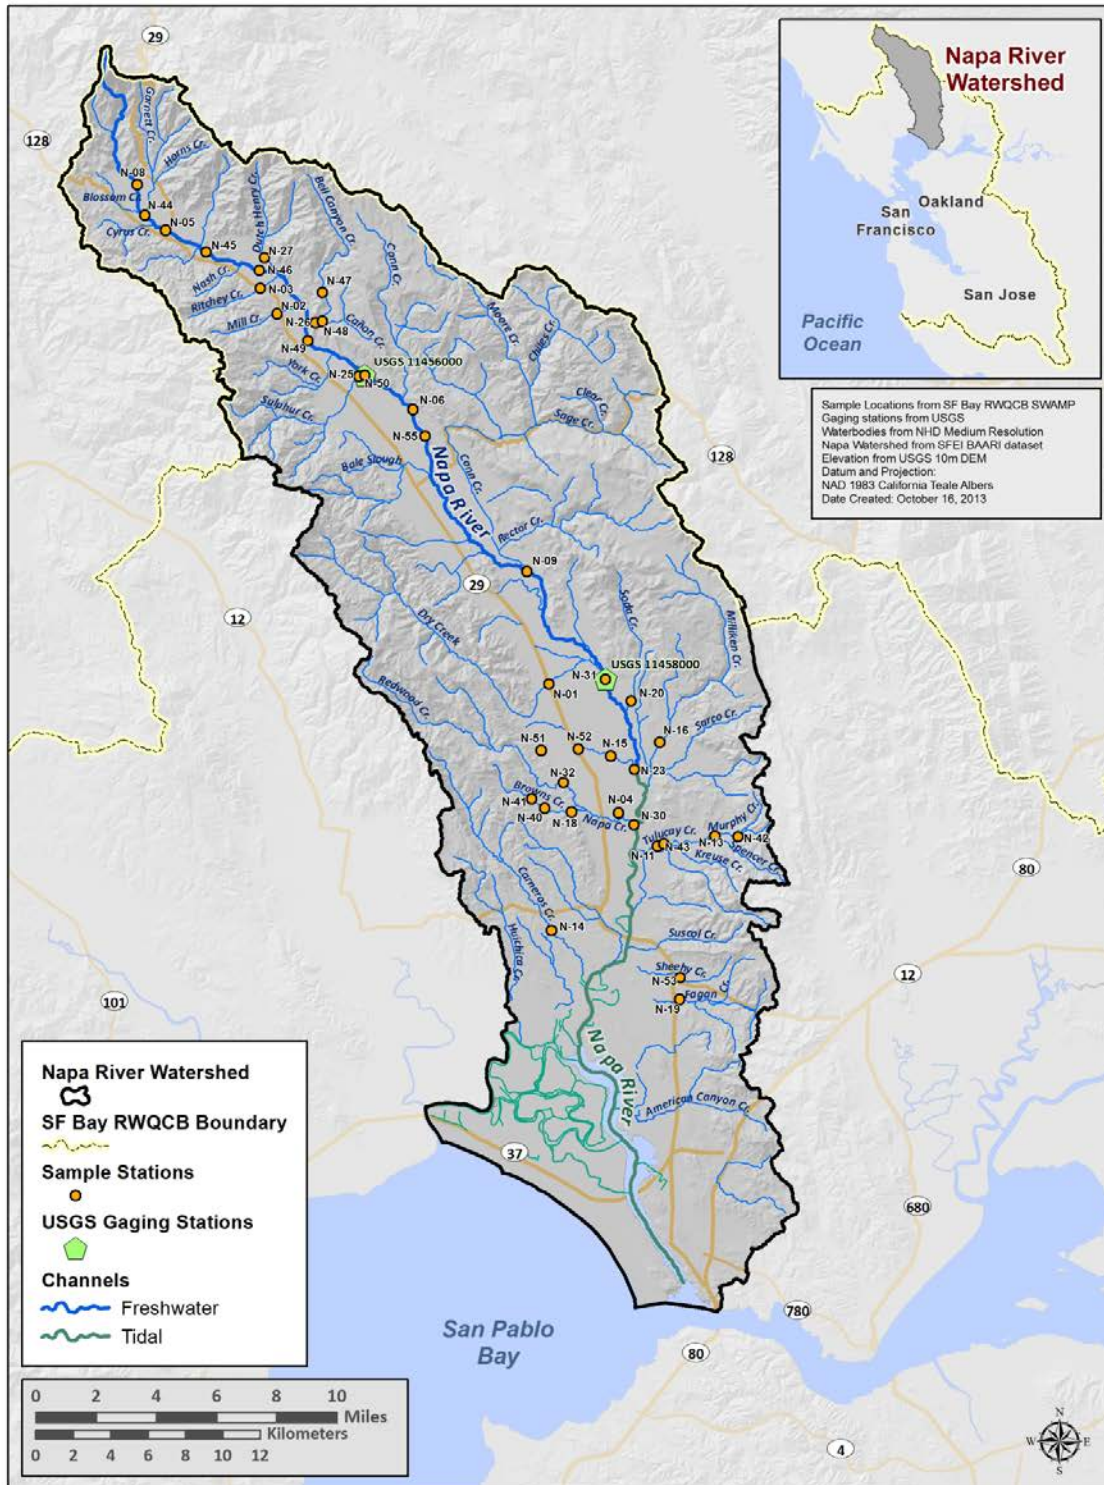 29
128
Garnett Cr.
Horns Cr.
N-08
Blossom Cr.
N-44
Cyrus Cr.
N-05
N-45
Dutch Henry Cr.
N-27
Bell Canyon Cr.
Conn Cr.
N-46
Nash Cr.
N-03
Ritchey Cr.
N-02
N-47
Mill Cr.
N-26
N-48
Cañon Cr.
N-49
Moore Cr.
Chiles Cr.
York Cr.
N-25
USGS 11456000
N-50
Sulphur Cr.
N-06
Clear Cr.
Sage Cr.
N-55
Bale Slough
Napa River
Conn Cr.
128
Rector Cr.
N-09
29
12
Dry Creek
Soda Cr.
Milliken Cr.
Redwood Cr.
USGS 11458000
N-31
N-01
N-20
N-51
N-52
N-15
N-16
Sarco Cr.
N-23
N-32
Browns Cr.
N-41
N-40
N-18
Napa Cr.
N-04
N-30
Tulucay Cr.
N-11
N-43
N-13
Murphy Cr.
N-42
Spencer Cr.
Kreuse Cr.
80
Carneros Cr.
Huichica Cr.
N-14
Suscol Cr.
Sheehy Cr.
N-53
Fagan Cr.
N-19
12
101
Napa River
American Canyon Cr.
37
680
780
80
4
San Pablo
Bay
Napa River
Watershed
Oakland
San
Francisco
San Jose
Pacific
Ocean
Sample Locations from SF Bay RWQCB SWAMP
Gaging stations from USGS
Waterbodies from NHD Medium Resolution
Napa Watershed from SFEI BAARI dataset
Elevation from USGS 10m DEM
Datum and Projection:
NAD 1983 California Teale Albers
Date Created: October 16, 2013
Napa River Watershed
SF Bay RWQCB Boundary
Sample Stations
USGS Gaging Stations
Channels
Freshwater
Tidal
0 2 4 6 8 10
Miles
Kilometers
0 2 4 6 8 10 12
N
W E
S